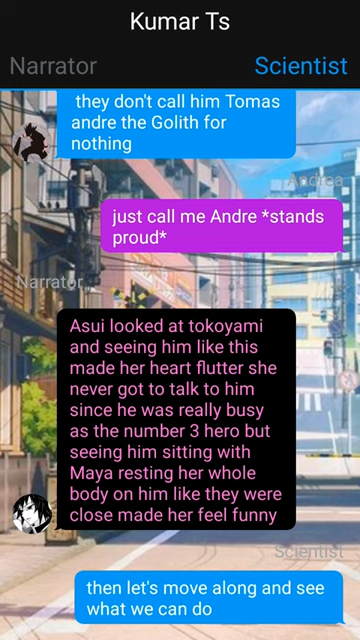 Kumar Ts
Narrator Scientist
they don't call him Tomas
andre the Golith for
nothing
Andrea
just call me Andre *stands
proud*
Narrator
Asui looked at tokoyami
and seeing him like this
made her heart flutter she
never got to talk to him
since he was really busy
as the number 3 hero but
seeing him sitting with
Maya resting her whole
body on him like they were
close made her feel funny
Scientist
then let's move along and see
what we can do